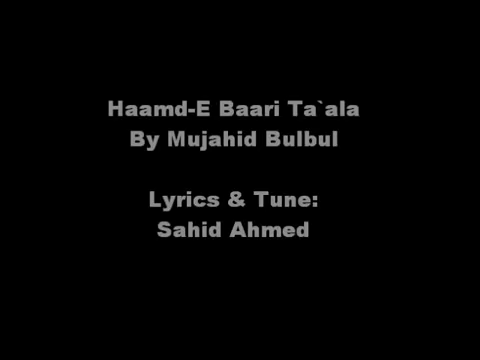 Haamd-E Baari Ta`ala
By Mujahid Bulbul
Lyrics & Tune:
Sahid Ahmed